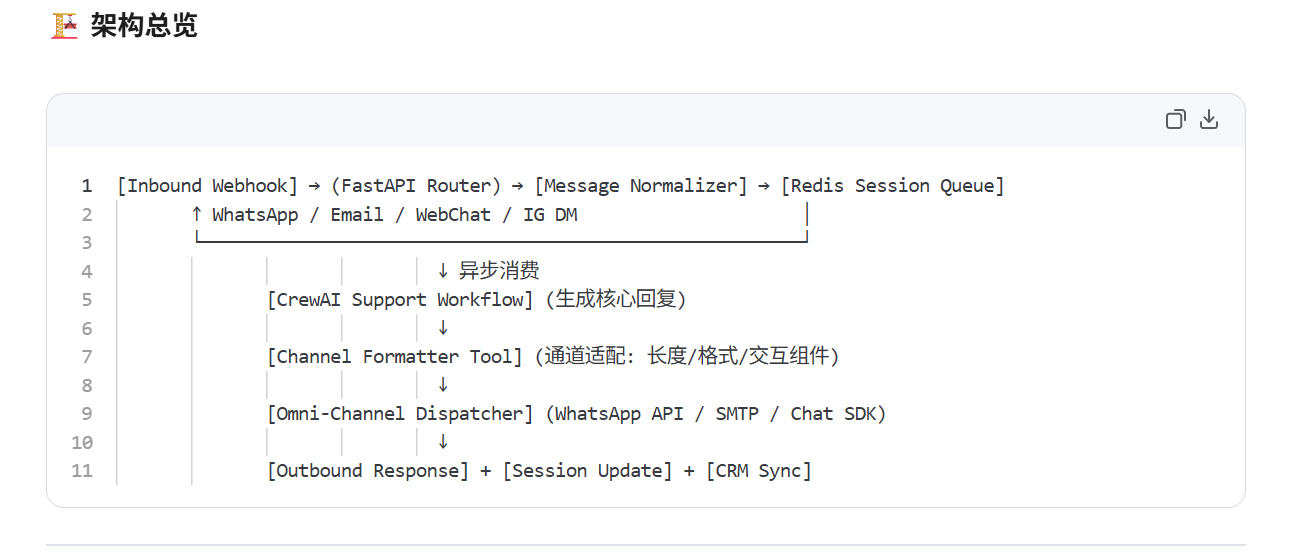 🏗️ 架构总览
1 [Inbound Webhook] → (FastAPI Router) → [Message Normalizer] → [Redis Session Queue]
2 ↑ WhatsApp / Email / WebChat / IG DM │
3 └─────────────────────────────────────────────────────────┘
4 ↓ 异步消费
5 [CrewAI Support Workflow] (生成核心回复)
6 ↓
7 [Channel Formatter Tool] (通道适配: 长度/格式/交互组件)
8 ↓
9 [Omni-Channel Dispatcher] (WhatsApp API / SMTP / Chat SDK)
10 ↓
11 [Outbound Response] + [Session Update] + [CRM Sync]